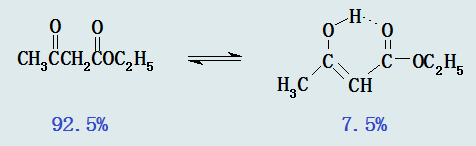 O O
CH₃CCH₂COC₂H₅ ⇌
O H O
C C OC₂H₅
H₃C CH
92.5% 7.5%